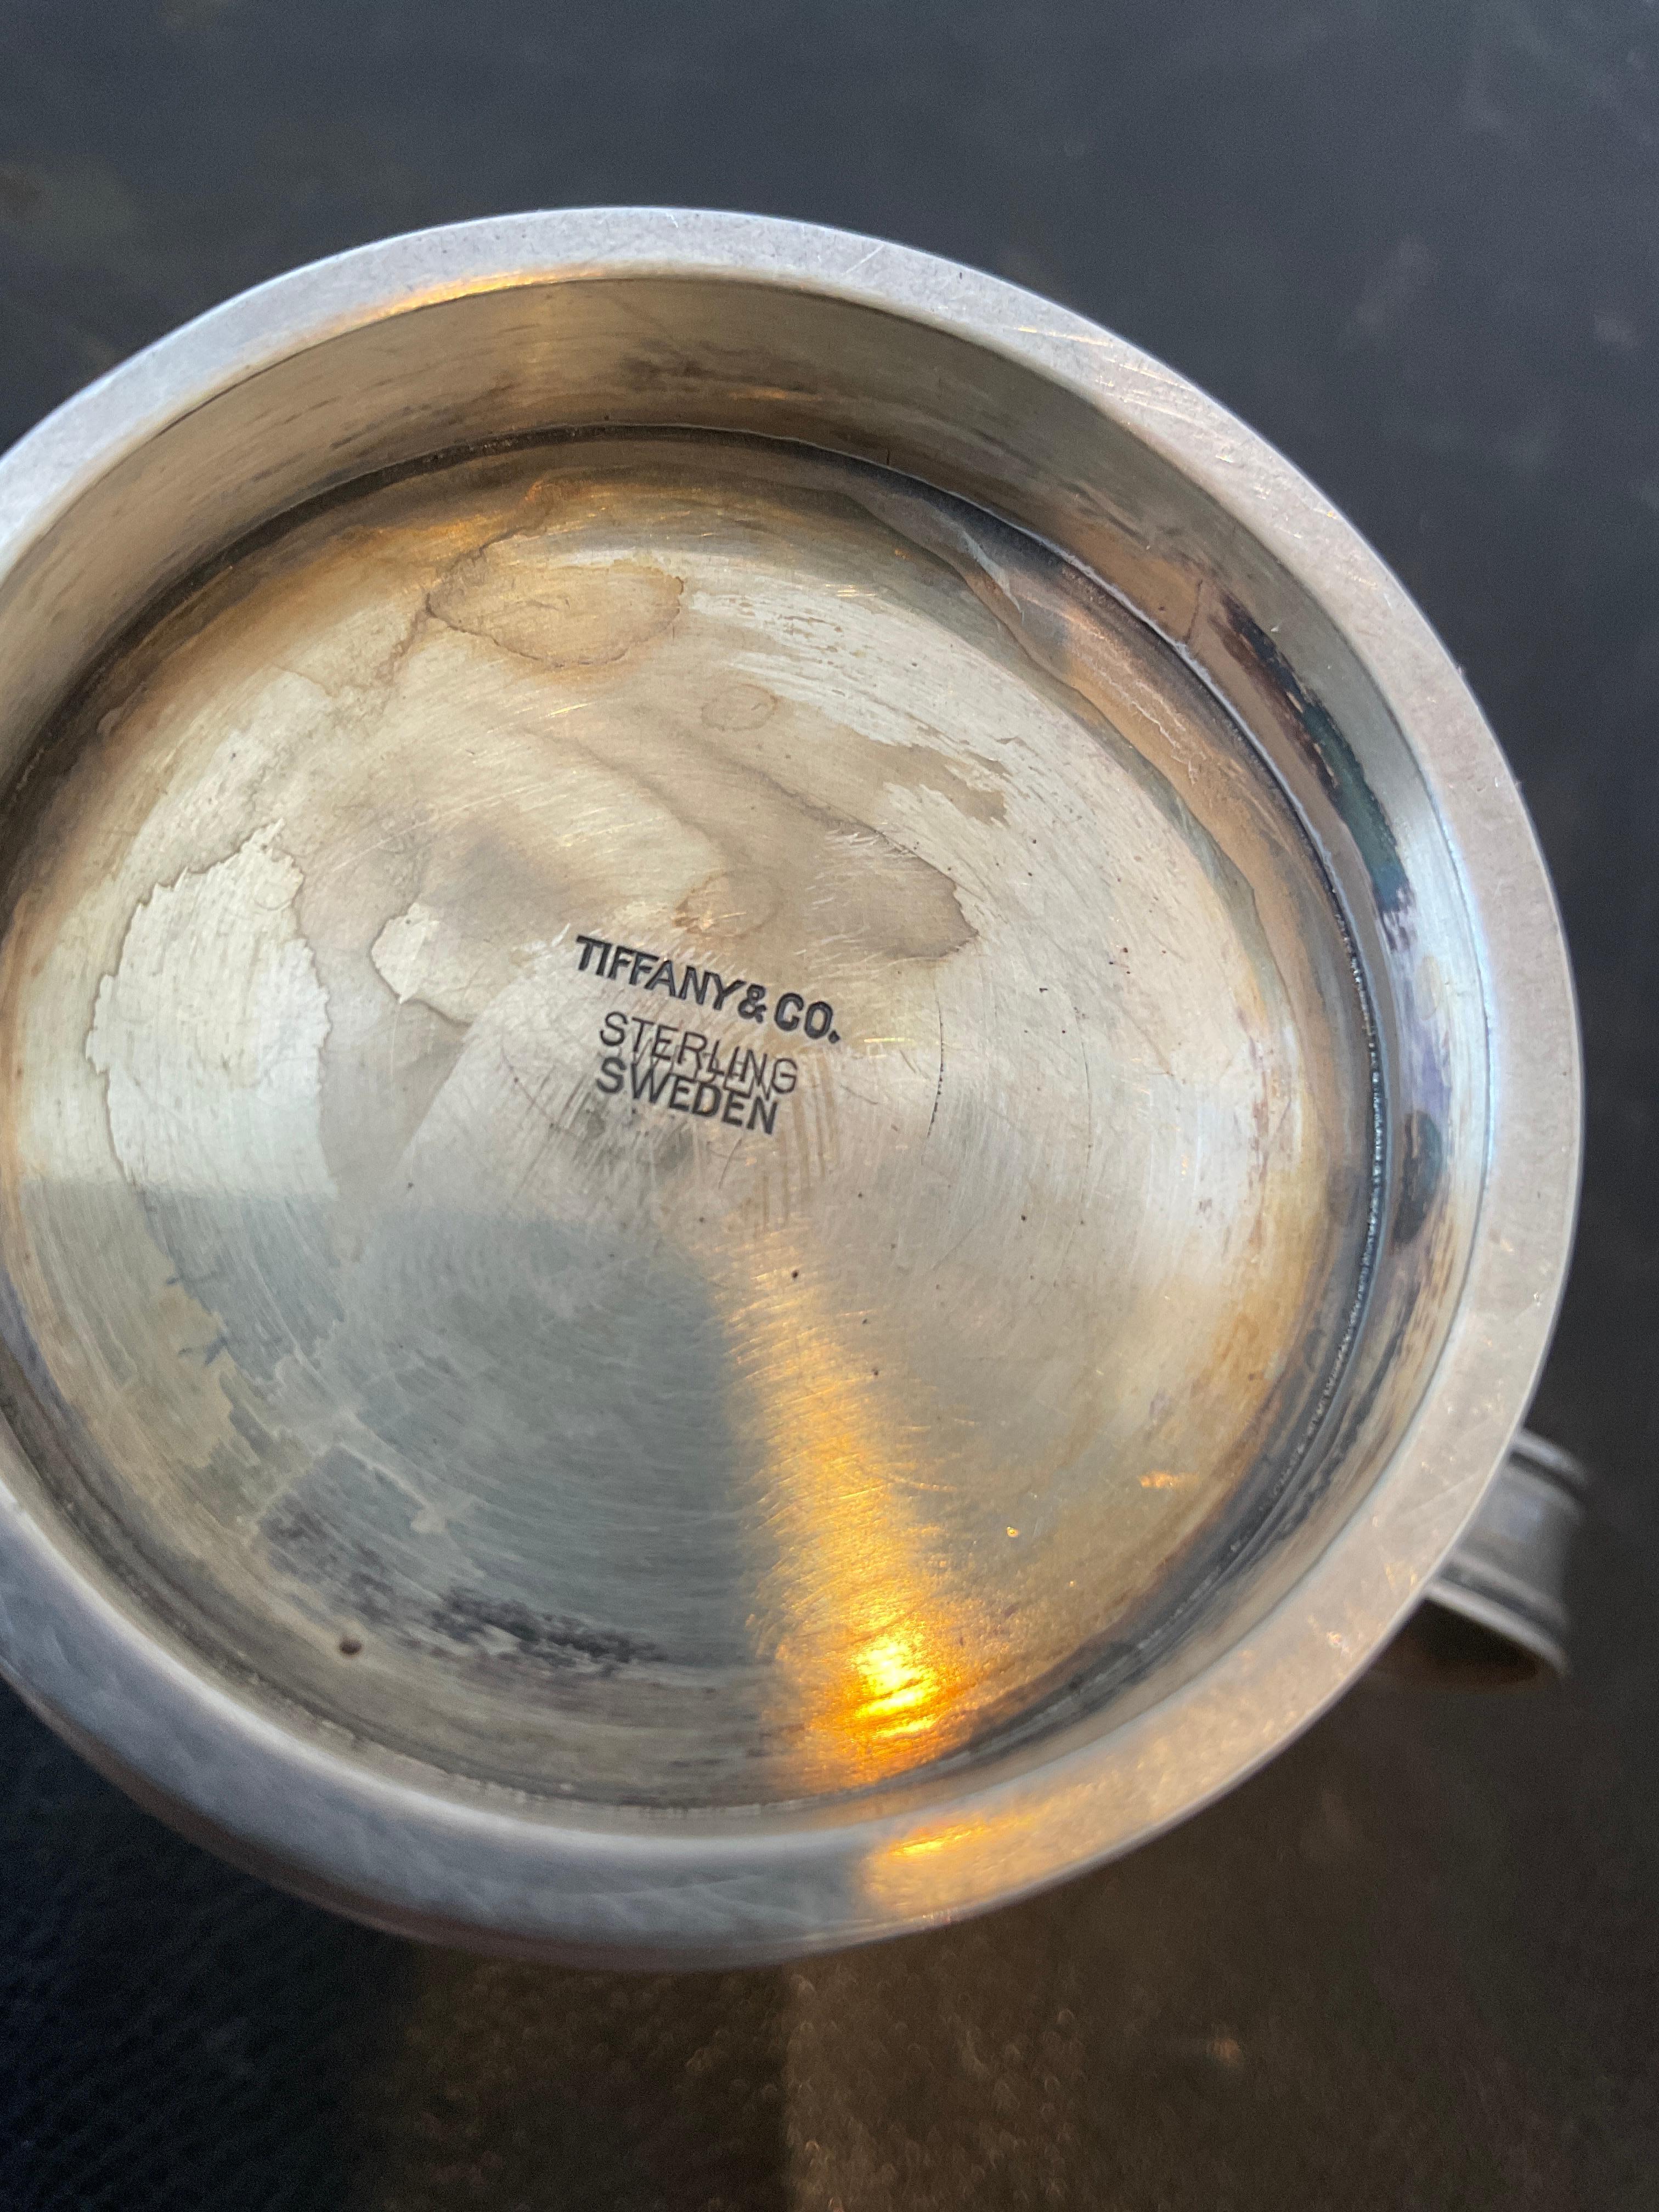 TIFFANY & CO.
STERLING
SWEDEN